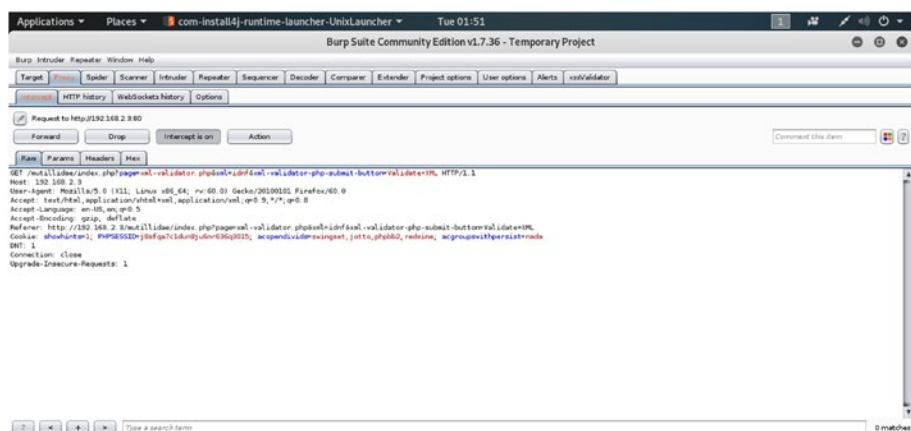 Applications Places com-install4j-runtime-launcher-UnixLauncher Tue 01:51 1
Burp Suite Community Edition v1.7.36 - Temporary Project
Burp Intruder Repeater Window Help
Target Proxy Spider Scanner Intruder Repeater Sequencer Decoder Comparer Extender Project options User options Alerts xssValidator
Intercept HTTP history WebSockets history Options
Request to http://192.168.2.3:80
Forward Drop Intercept is on Action Comment this item ?
Raw Params Headers Hex
GET /mutillidae/index.php?page=xml-validator.php&xml=idnf&xml-validator-php-submit-button=Validate+XML HTTP/1.1
Host: 192.168.2.3
User-Agent: Mozilla/5.0 (X11; Linux x86_64; rv:60.0) Gecko/20100101 Firefox/60.0
Accept: text/html,application/xhtml+xml,application/xml;q=0.9,*/*;q=0.8
Accept-Language: en-US,en;q=0.5
Accept-Encoding: gzip, deflate
Referer: http://192.168.2.3/mutillidae/index.php?page=xml-validator.php&xml=idnf&xml-validator-php-submit-button=Validate+XML
Cookie: showhints=1; acopendivids=swingset,jotto,phpbb2,redmine; acgroupswithpersist=nada
DNT: 1
Connection: close
Upgrade-Insecure-Requests: 1
? < + > Type a search term 0 matches